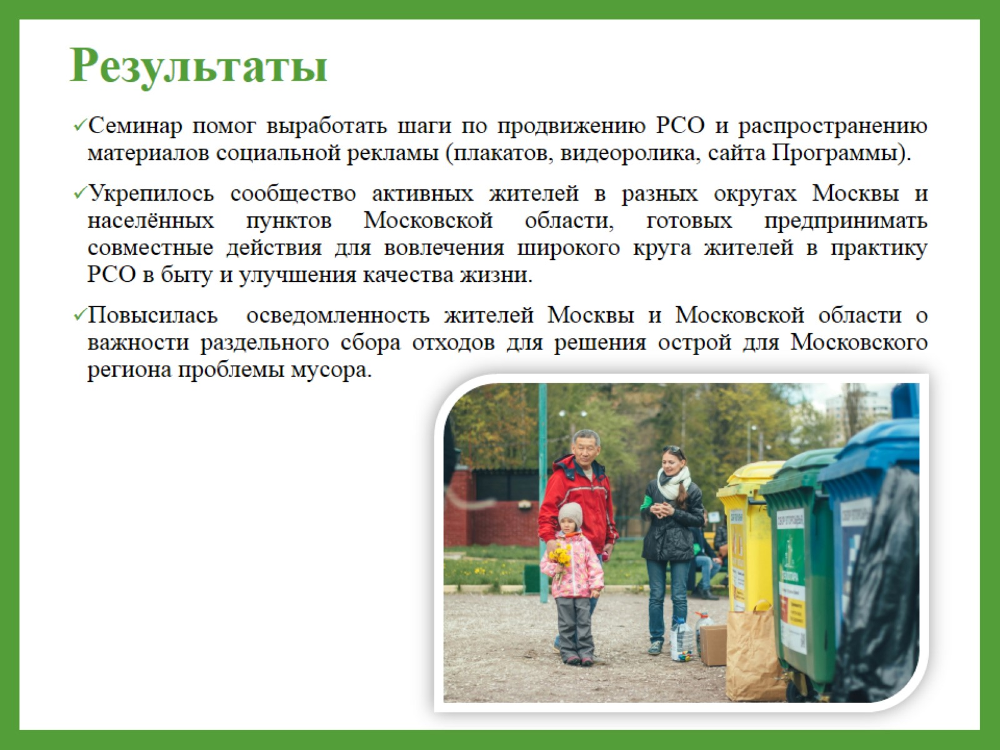 Результаты
Семинар помог выработать шаги по продвижению РСО и распространению
материалов социальной рекламы (плакатов, видеоролика, сайта Программы).
Укрепилось сообщество активных жителей в разных округах Москвы и
населённых пунктов Московской области, готовых предпринимать
совместные действия для вовлечения широкого круга жителей в практику
РСО в быту и улучшения качества жизни.
Повысилась осведомленность жителей Москвы и Московской области о
важности раздельного сбора отходов для решения острой для Московского
региона проблемы мусора.